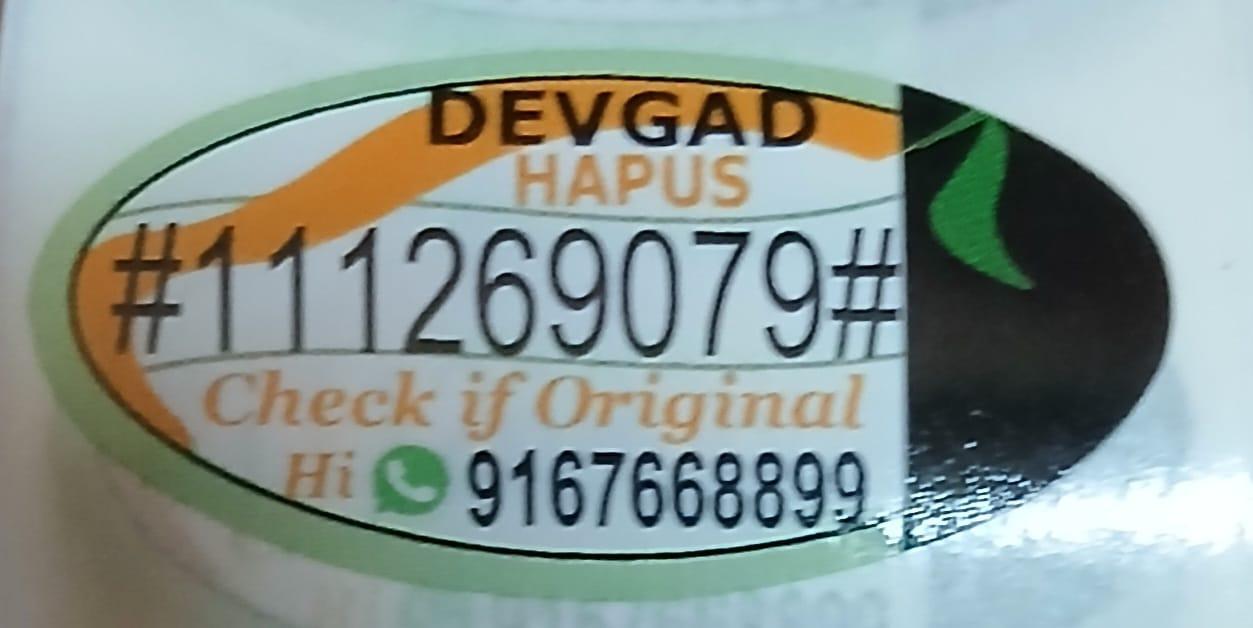 DEVGAD
HAPUS
#111269079#
Check if Original
Hi 9167668899